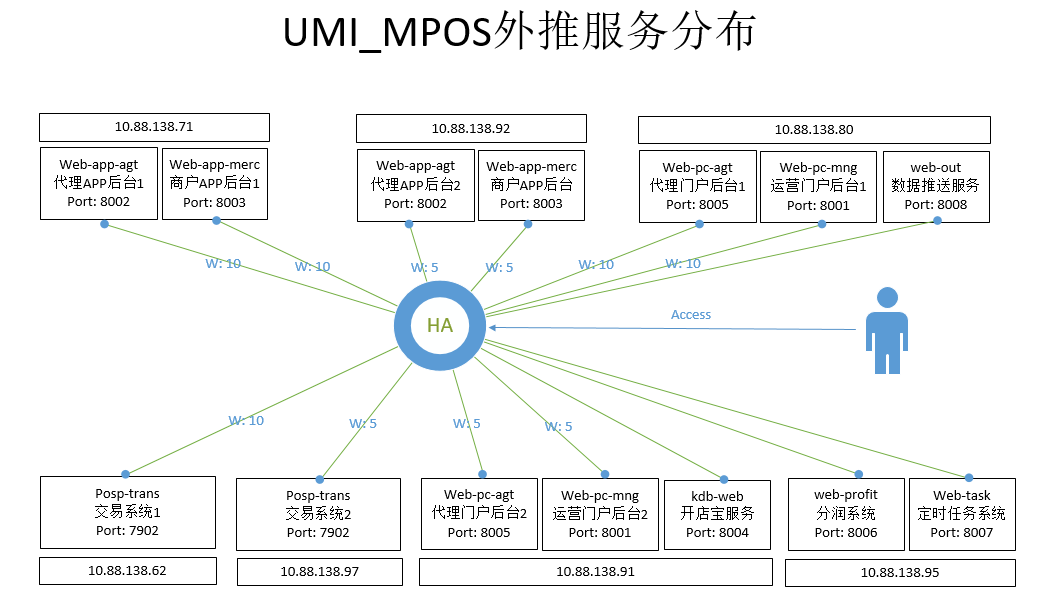 UMI_MPOS外推服务分布
10.88.138.71
Web-app-agt
代理APP后台1
Port: 8002
Web-app-merc
商户APP后台1
Port: 8003
10.88.138.92
Web-app-agt
代理APP后台2
Port: 8002
Web-app-merc
商户APP后台
Port: 8003
10.88.138.80
Web-pc-agt
代理门户后台1
Port: 8005
Web-pc-mng
运营门户后台1
Port: 8001
web-out
数据推送服务
Port: 8008
W: 10
W: 10
W: 5
W: 5
W: 10
W: 10
HA
Access
W: 10
W: 5
W: 5
W: 5
Posp-trans
交易系统1
Port: 7902
10.88.138.62
Posp-trans
交易系统2
Port: 7902
10.88.138.97
Web-pc-agt
代理门户后台2
Port: 8005
Web-pc-mng
运营门户后台2
Port: 8001
kdb-web
开店宝服务
Port: 8004
10.88.138.91
web-profit
分润系统
Port: 8006
Web-task
定时任务系统
Port: 8007
10.88.138.95